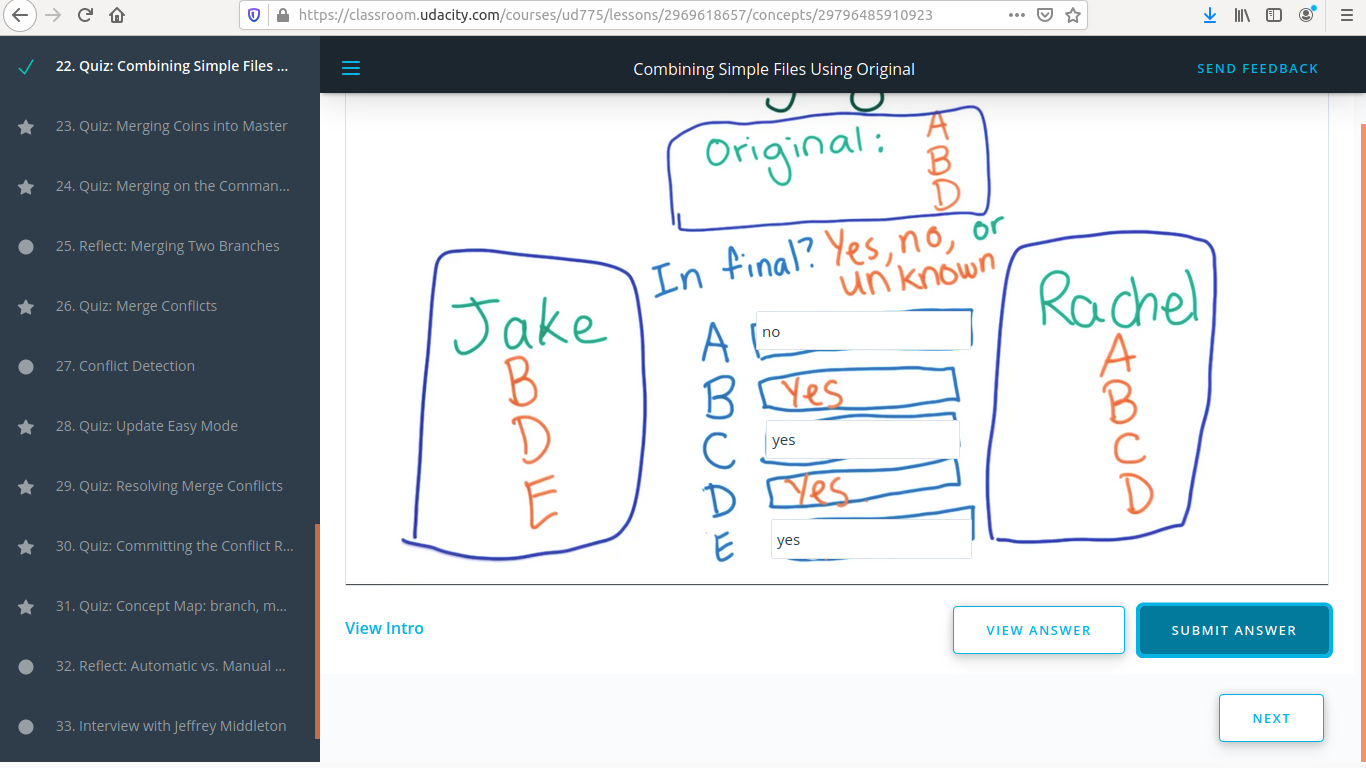 https://classroom.udacity.com/courses/ud775/lessons/2969618657/concepts/29796485910923
22. Quiz: Combining Simple Files ...
23. Quiz: Merging Coins into Master
24. Quiz: Merging on the Comman...
25. Reflect: Merging Two Branches
26. Quiz: Merge Conflicts
27. Conflict Detection
28. Quiz: Update Easy Mode
29. Quiz: Resolving Merge Conflicts
30. Quiz: Committing the Conflict R...
31. Quiz: Concept Map: branch, m...
32. Reflect: Automatic vs. Manual ...
33. Interview with Jeffrey Middleton
Combining Simple Files Using Original
SEND FEEDBACK
Original: A
B
D
In final? Yes, no, or
unknown
Jake
B
D
E
A no
B Yes
C yes
D Yes
E yes
Rachel
A
B
C
D
View Intro
VIEW ANSWER
SUBMIT ANSWER
NEXT